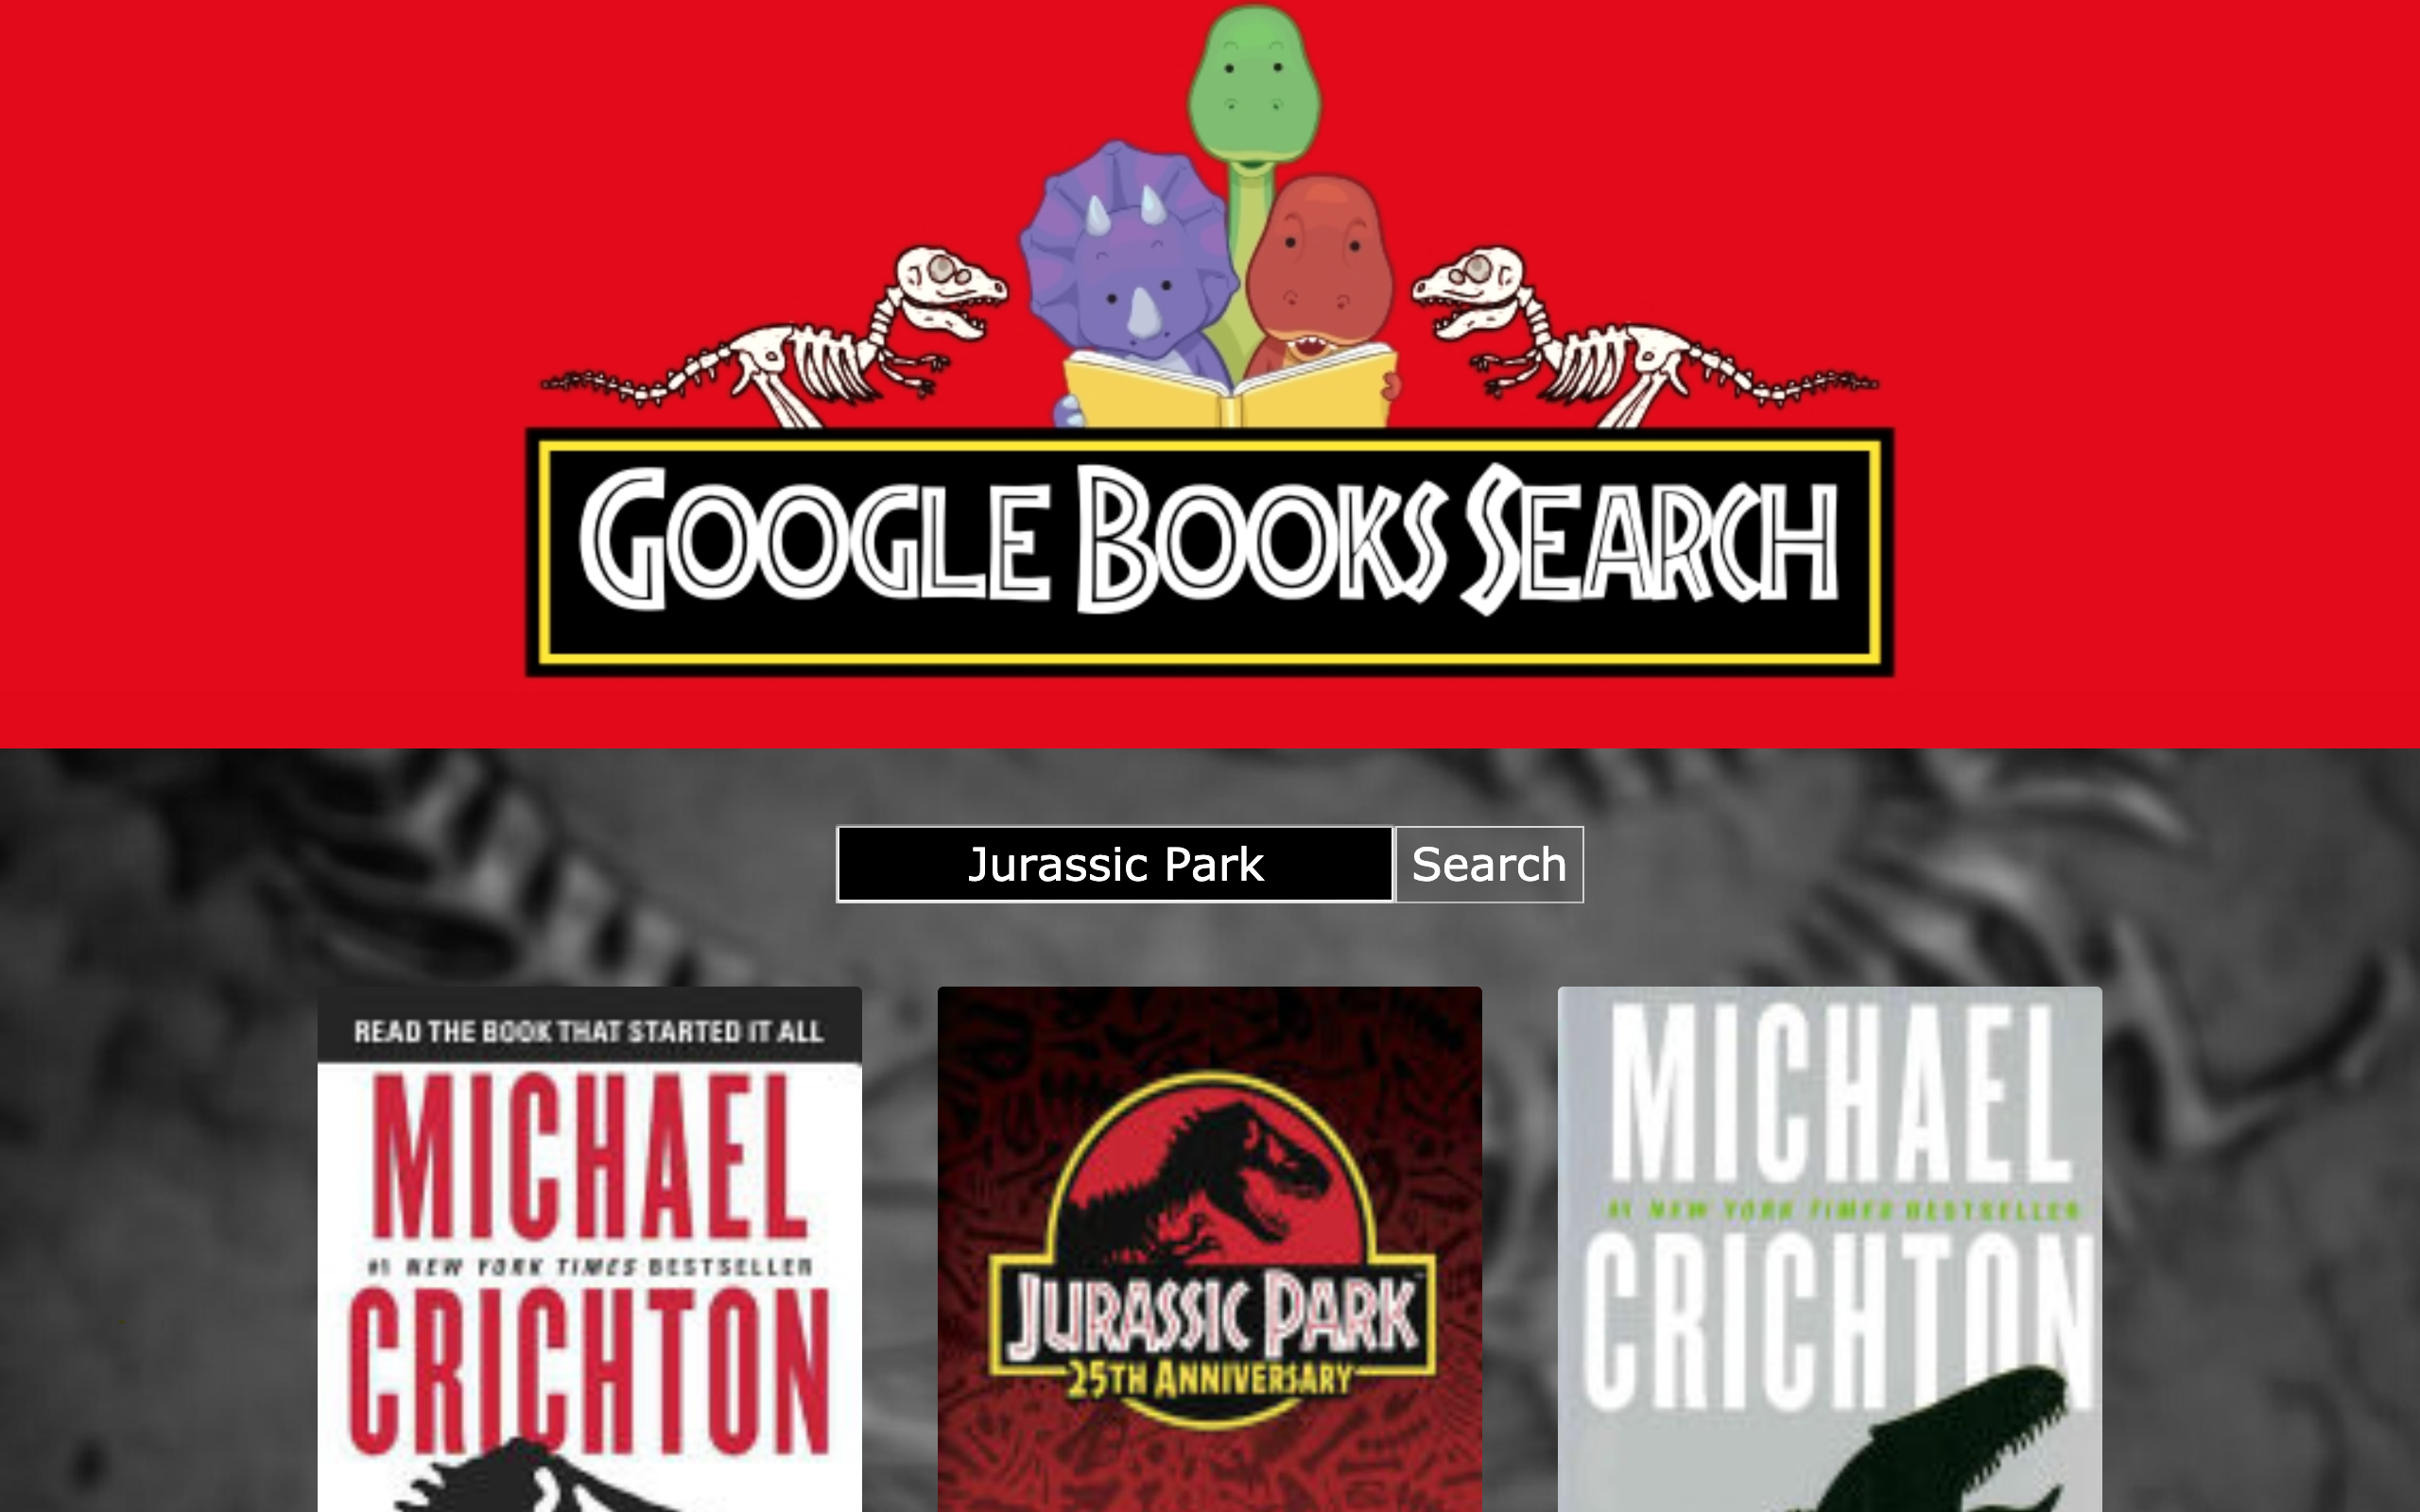 GOOGLE BOOKS SEARCH
Jurassic Park
Search
READ THE BOOK THAT STARTED IT ALL
MICHAEL
#1 NEW YORK TIMES BESTSELLER
CRICHTON
JURASSIC PARK
25TH ANNIVERSARY
MICHAEL
#1 NEW YORK TIMES BESTSELLER
CRICHTON